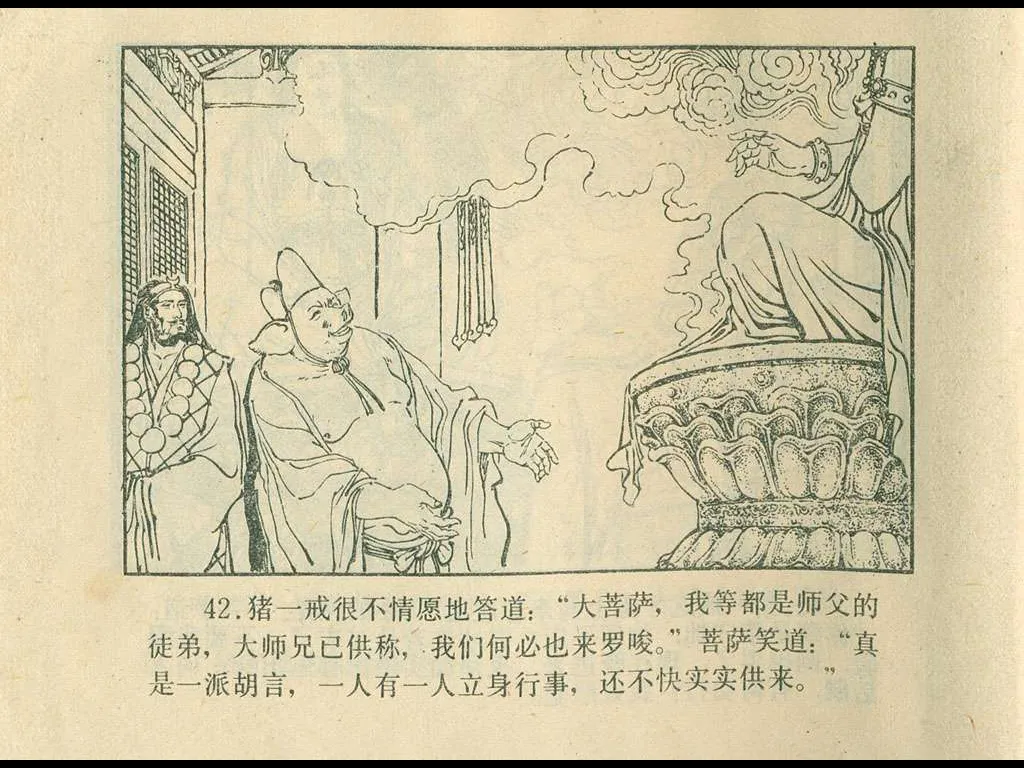 42.猪一戒很不情愿地答道：“大菩萨，我等都是师父的
徒弟，大师兄已供称，我们何必也来罗唆。”菩萨笑道：“真
是一派胡言，一人有一人立身行事，还不快实实供来。”